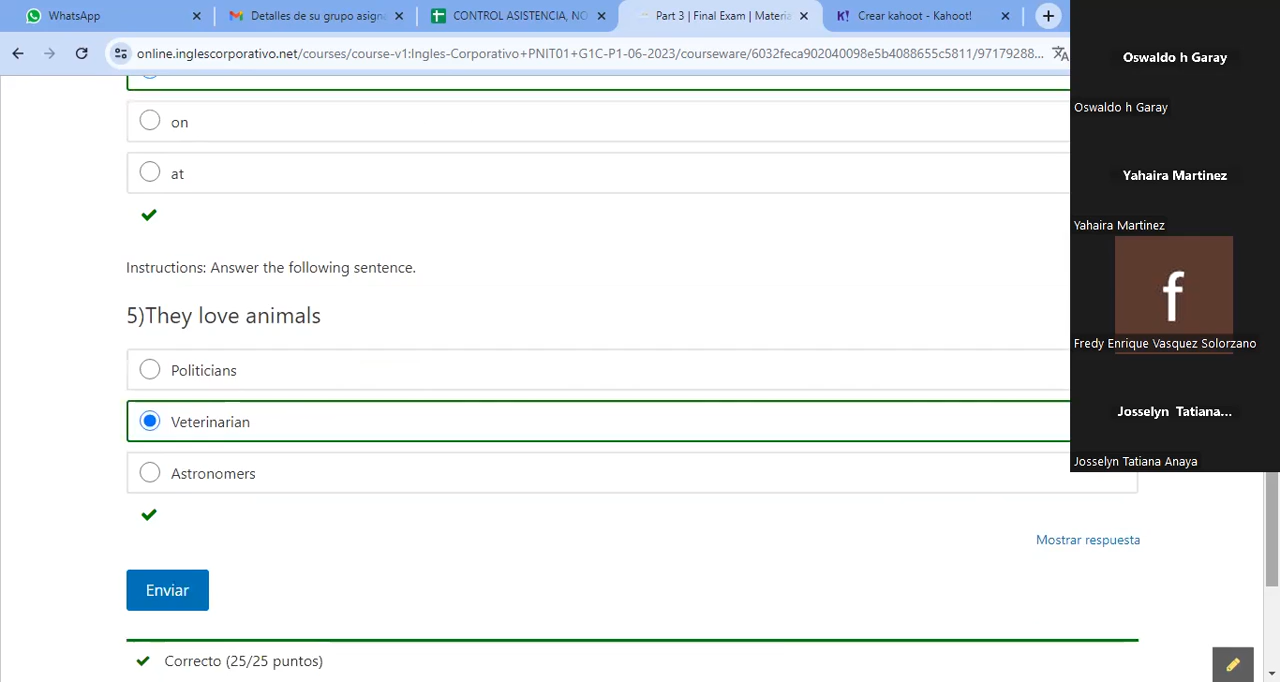 WhatsApp
Detalles de su grupo asigna
CONTROL ASISTENCIA, NO
Part 3 | Final Exam | Materia
K! Crear kahoot - Kahoot!
online.inglescorporativo.net/courses/course-v1:Ingles-Corporativo+PNIT01+G1C-P1-06-2023/courseware/6032feca902040098e5b4088655c5811/97179288...
Oswaldo h Garay
Oswaldo h Garay
Yahaira Martinez
Yahaira Martinez
f
Fredy Enrique Vasquez Solorzano
Josselyn Tatiana...
Josselyn Tatiana Anaya
on
at
Instructions: Answer the following sentence.
5)They love animals
Politicians
Veterinarian
Astronomers
Mostrar respuesta
Enviar
Correcto (25/25 puntos)